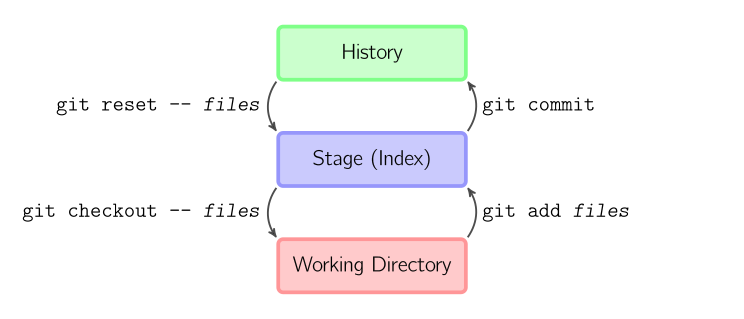 History
git reset -- files
git commit
Stage (Index)
git checkout -- files
git add files
Working Directory